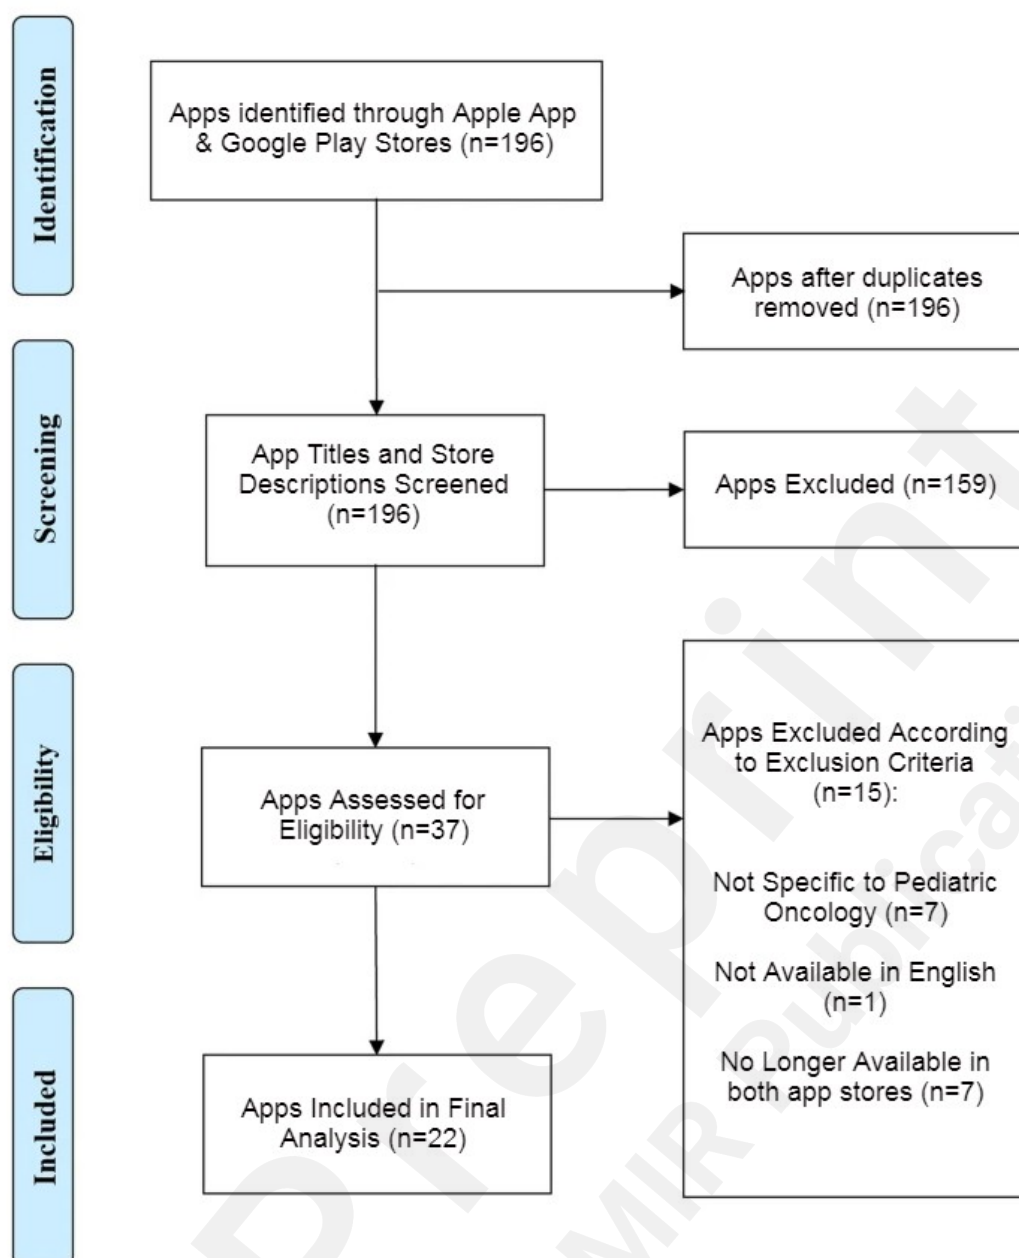 Identification
Apps identified through Apple App
& Google Play Stores (n=196)
Apps after duplicates
removed (n=196)
Screening
App Titles and Store
Descriptions Screened
(n=196)
Apps Excluded (n=159)
Eligibility
Apps Assessed for
Eligibility (n=37)
Apps Excluded According
to Exclusion Criteria
(n=15):
Not Specific to Pediatric
Oncology (n=7)
Not Available in English
(n=1)
No Longer Available in
both app stores (n=7)
Included
Apps Included in Final
Analysis (n=22)
Preprint